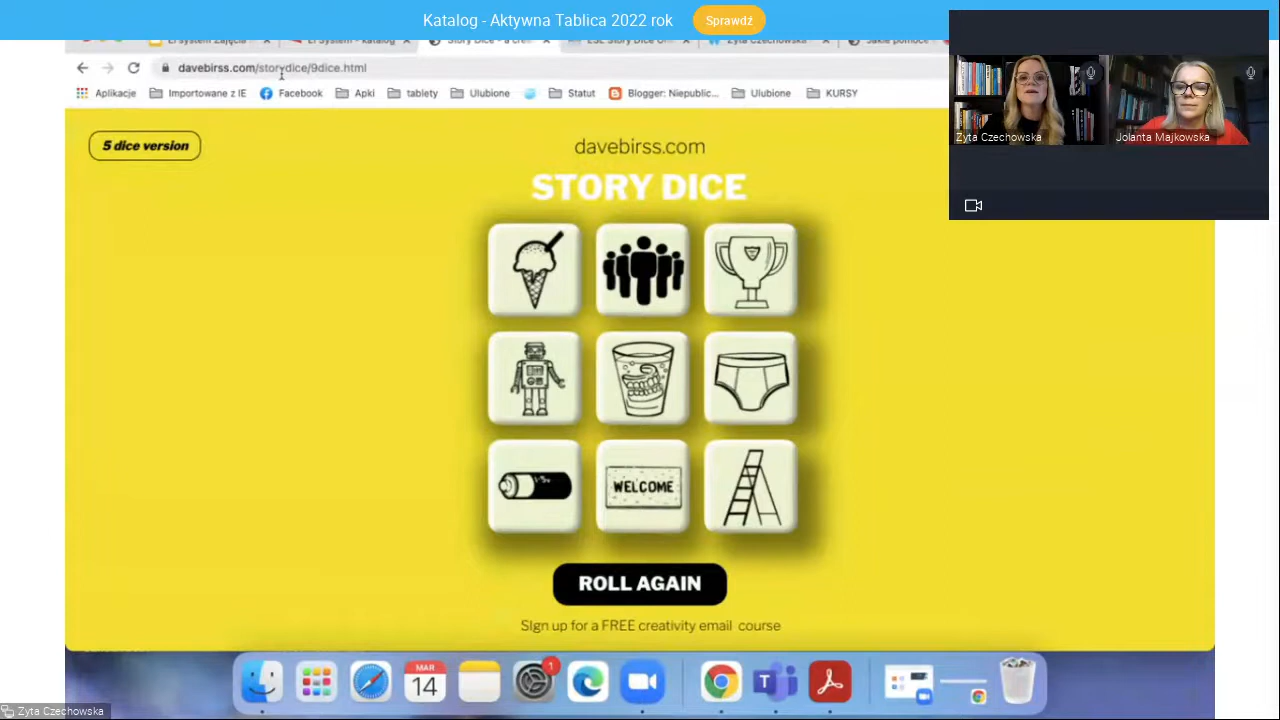 Katalog - Aktywna Tablica 2022 rok
Sprawdź
davebirss.com/storydice/9dice.html
Aplikacje
Importowane z IE
Facebook
Apki
tablety
Ulubione
Statut
Blogger: Niepublic...
Ulubione
KURSY
Zyta Czechowska
Jolanta Majkowska
5 dice version
davebirss.com
STORY DICE
WELCOME
ROLL AGAIN
Sign up for a FREE creativity email course
MAR
14
1
Zyta Czechowska